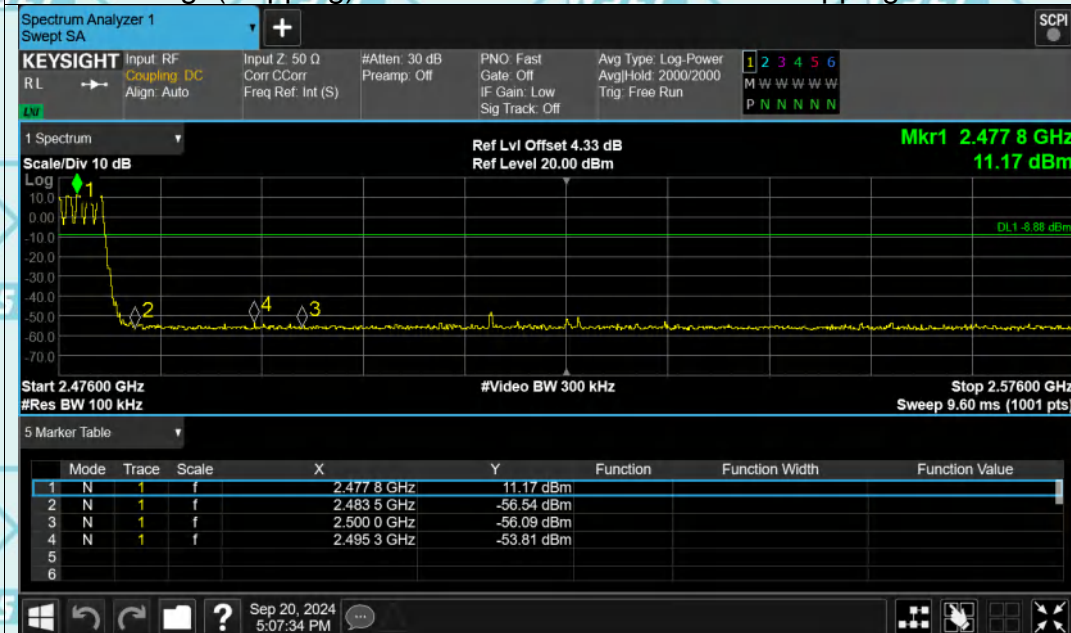 Spectrum Analyzer 1
Swept SA
+
SCPI
KEYSIGHT
RL
LXI
Input: RF
Coupling: DC
Align: Auto
Input Z: 50 Ω
Corr CCorr
Freq Ref: Int (S)
#Atten: 30 dB
Preamp: Off
PNO: Fast
Gate: Off
IF Gain: Low
Sig Track: Off
Avg Type: Log-Power
Avg|Hold: 2000/2000
Trig: Free Run
1 2 3 4 5 6
M W W W W W
P N N N N N
1 Spectrum
Scale/Div 10 dB
Ref Lvl Offset 4.33 dB
Ref Level 20.00 dBm
Mkr1 2.477 8 GHz
11.17 dBm
Log
10.0
0.00
-10.0
-20.0
-30.0
-40.0
-50.0
-60.0
-70.0
1
2
4
3
DL1 -8.88 dBm
Start 2.47600 GHz
#Res BW 100 kHz
#Video BW 300 kHz
Stop 2.57600 GHz
Sweep 9.60 ms (1001 pts)
5 Marker Table
Mode Trace Scale X Y Function Function Width Function Value
1 N 1 f 2.477 8 GHz 11.17 dBm
2 N 1 f 2.483 5 GHz -56.54 dBm
3 N 1 f 2.500 0 GHz -56.09 dBm
4 N 1 f 2.495 3 GHz -53.81 dBm
5
6
?
Sep 20, 2024
5:07:34 PM